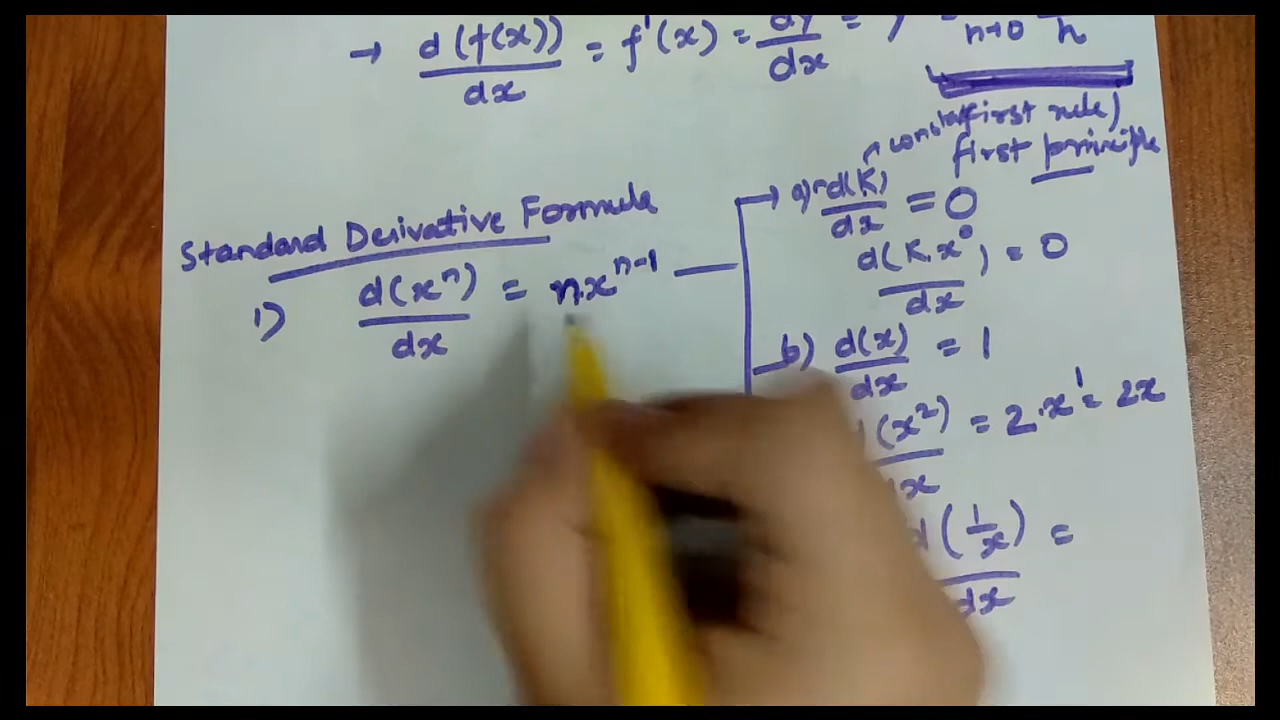 → d(f(x))/dx = f'(x) = dy/dx = y
n→0 h
first rule)
constant
first principle
a) d(K)/dx = 0
Standard Derivative Formula
d(K.x⁰)/dx = 0
1) d(xⁿ)/dx = n.xⁿ⁻¹
b) d(x)/dx = 1
(x²)/dx = 2.x¹ = 2x
d(1/x)/dx =